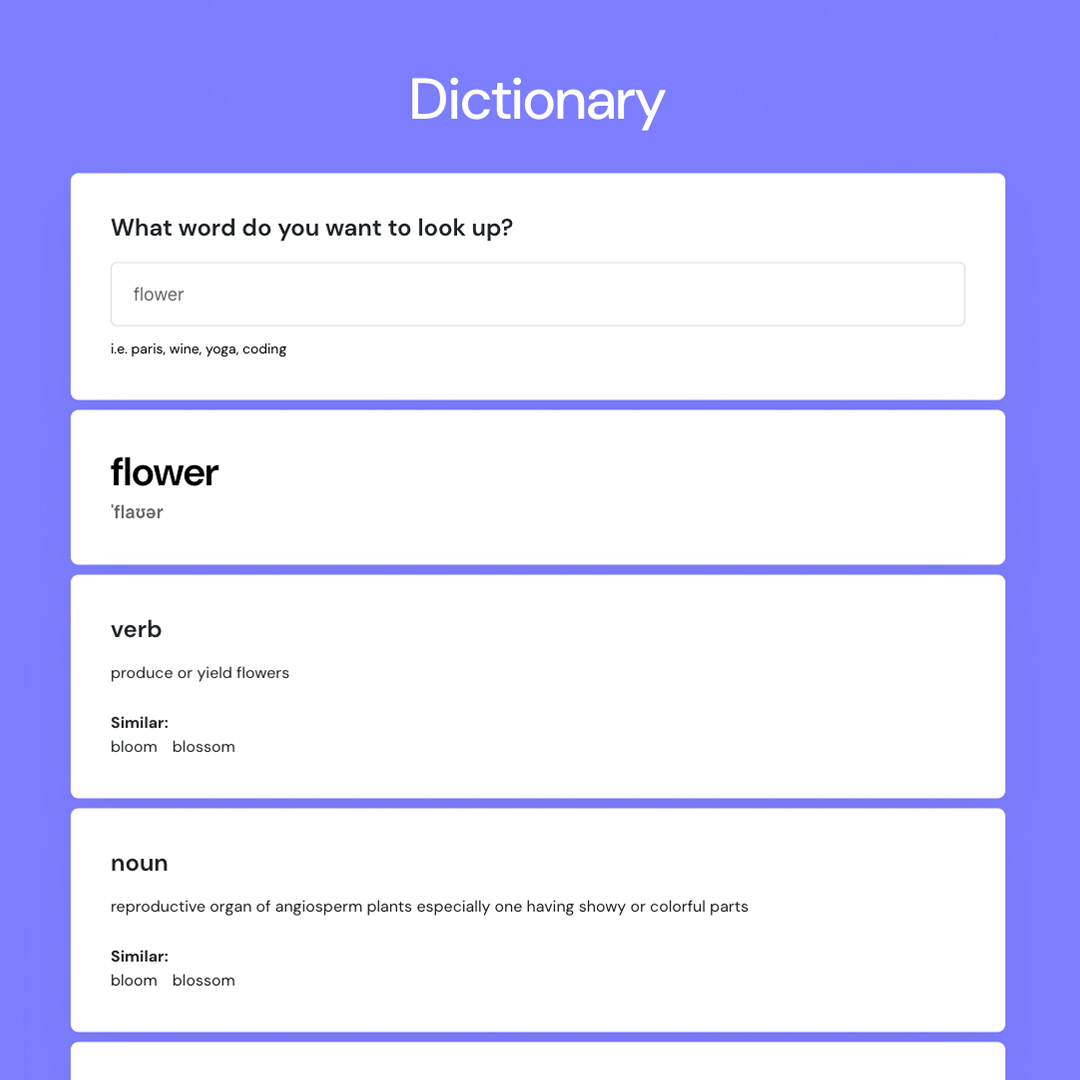 Dictionary
What word do you want to look up?
flower
i.e. paris, wine, yoga, coding
flower
ˈflaʊər
verb
produce or yield flowers
Similar:
bloom blossom
noun
reproductive organ of angiosperm plants especially one having showy or colorful parts
Similar:
bloom blossom